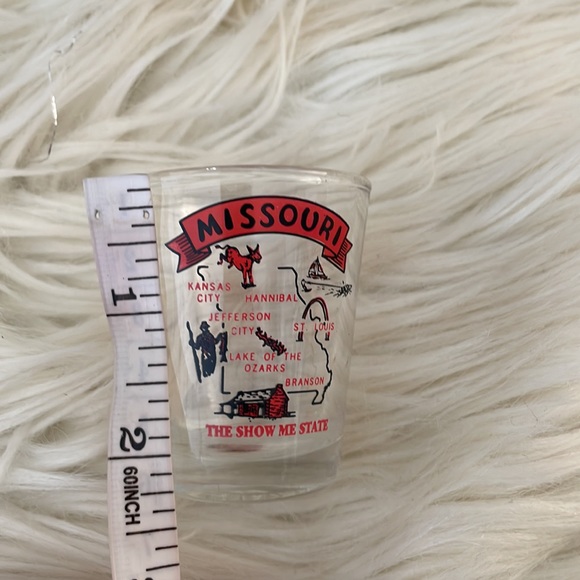 MISSOURI
KANSAS
CITY
HANNIBAL
JEFFERSON
CITY
ST. LOUIS
LAKE OF THE
OZARKS
BRANSON
THE SHOW ME STATE
1
2
60INCH